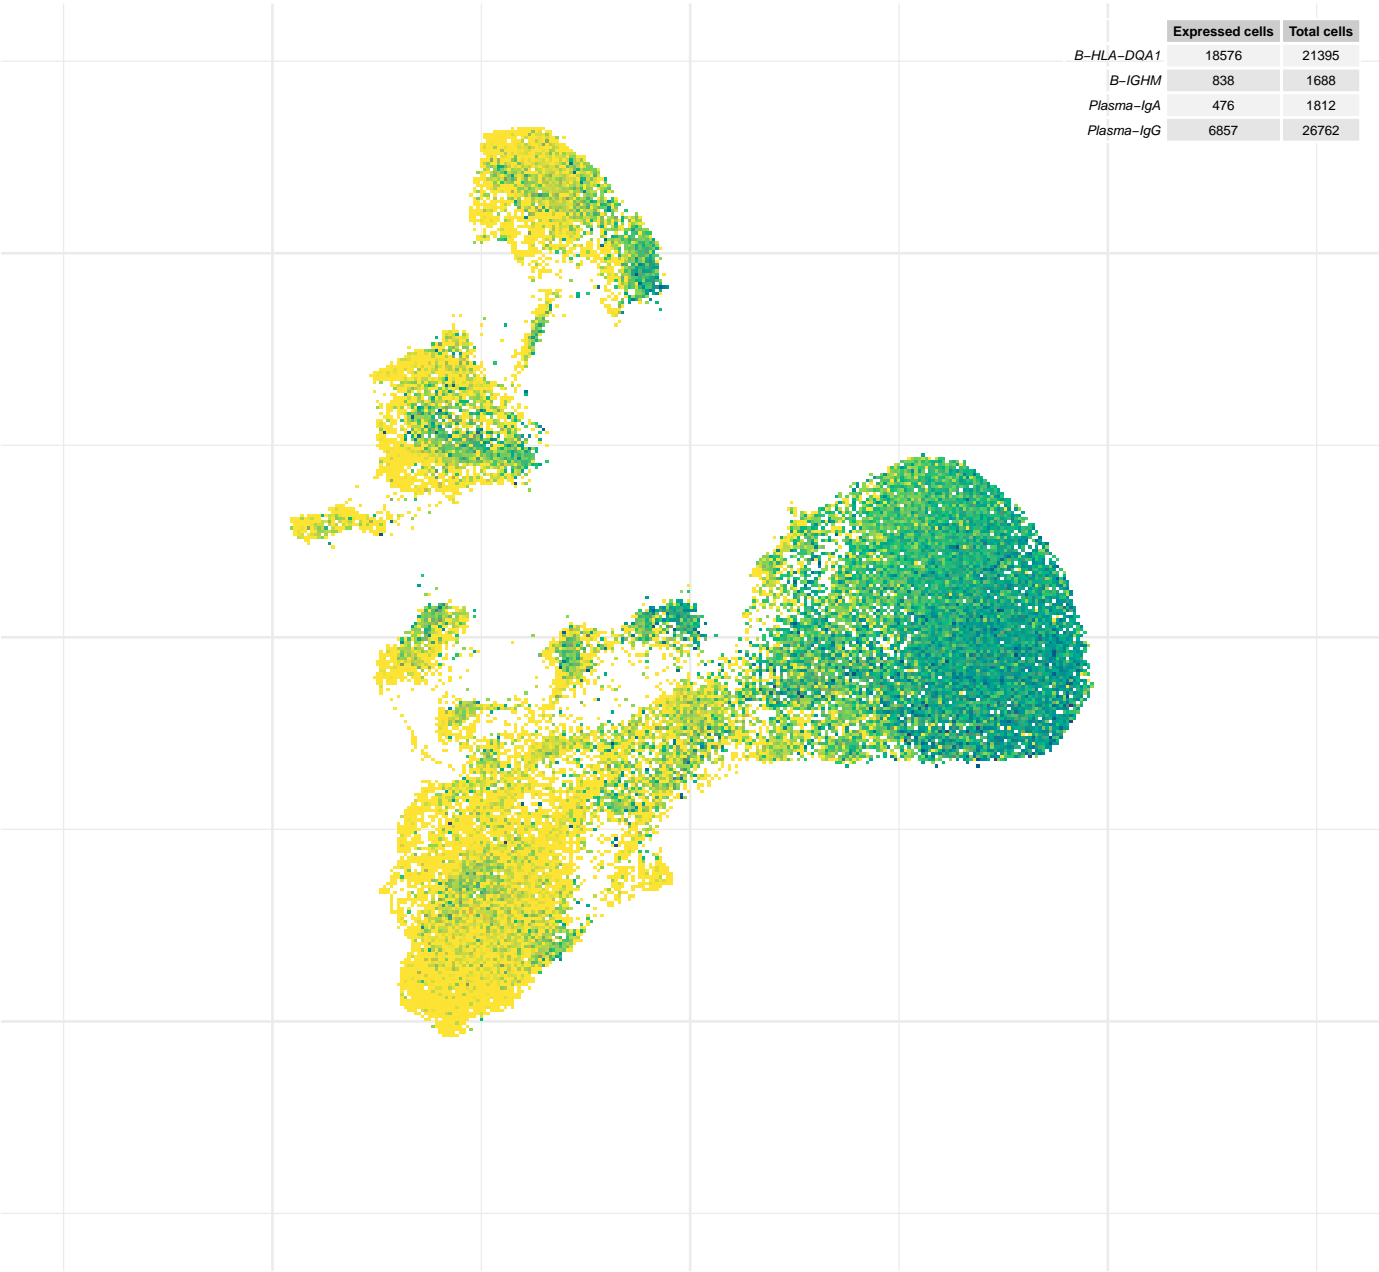 Expressed cells Total cells
B−HLA−DQA1 18576 21395
B−IGHM 838 1688
Plasma−IgA 476 1812
Plasma−IgG 6857 26762